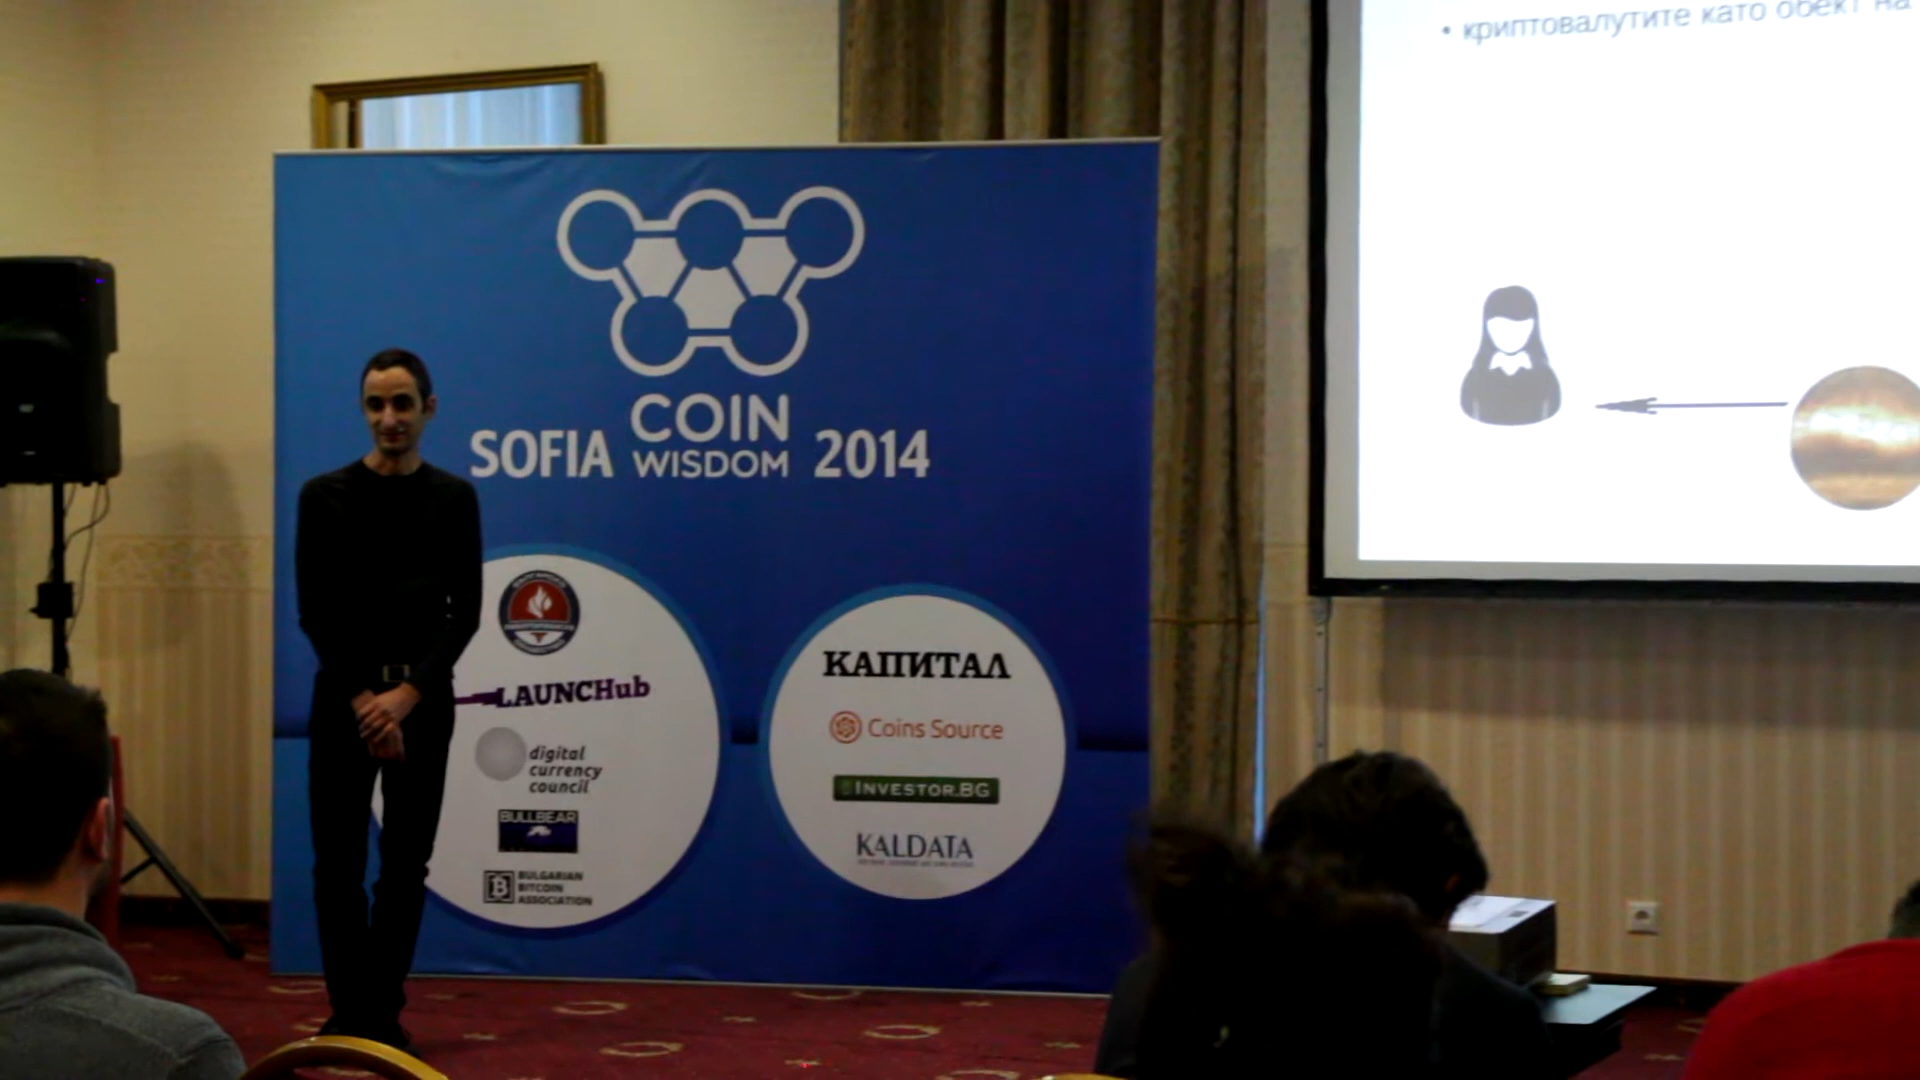 • криптовалутите като обект на
COIN
SOFIA WISDOM 2014
LAUNCHub
digital
currency
council
BULLBEAR
BULGARIAN
BITCOIN
ASSOCIATION
КАПИТАЛ
Coins Source
INVESTOR.BG
KALDATA